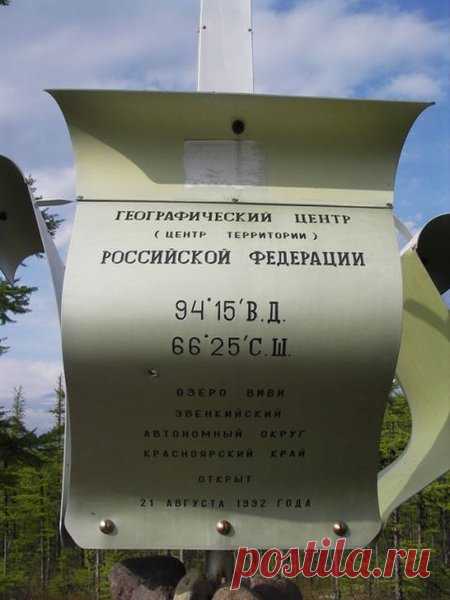 ГЕОГРАФИЧЕСКИЙ ЦЕНТР
( ЦЕНТР ТЕРРИТОРИИ )
РОССИЙСКОЙ ФЕДЕРАЦИИ
94°15′В.Д.
66°25′С.Ш.
ОЗЕРО ВИВИ
ЭВЕНКИЙСКИЙ
АВТОНОМНЫЙ ОКРУГ
КРАСНОЯРСКИЙ КРАЙ
ОТКРЫТ
21 АВГУСТА 1992 ГОДА
postila.ru